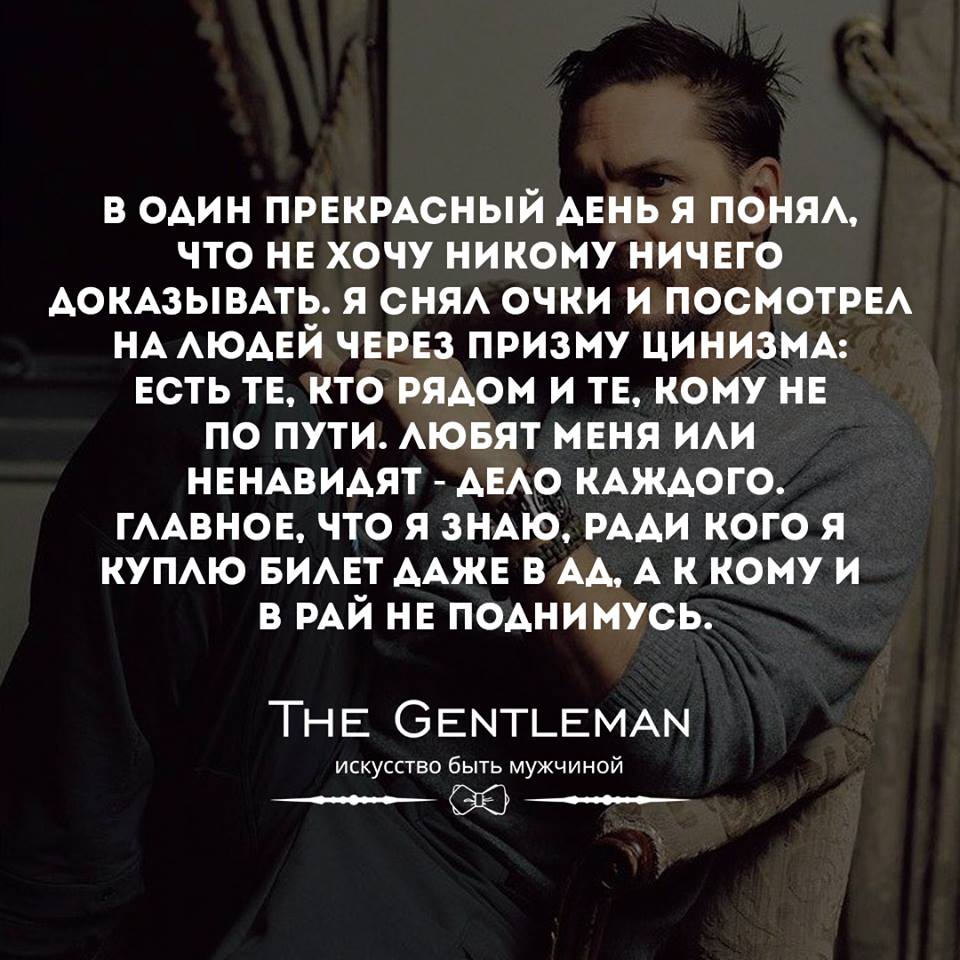 В ОДИН ПРЕКРАСНЫЙ ДЕНЬ Я ПОНЯЛ,
ЧТО НЕ ХОЧУ НИКОМУ НИЧЕГО
ДОКАЗЫВАТЬ. Я СНЯЛ ОЧКИ И ПОСМОТРЕЛ
НА ЛЮДЕЙ ЧЕРЕЗ ПРИЗМУ ЦИНИЗМА:
ЕСТЬ ТЕ, КТО РЯДОМ И ТЕ, КОМУ НЕ
ПО ПУТИ. ЛЮБЯТ МЕНЯ ИЛИ
НЕНАВИДЯТ - ДЕЛО КАЖДОГО.
ГЛАВНОЕ, ЧТО Я ЗНАЮ, РАДИ КОГО Я
КУПЛЮ БИЛЕТ ДАЖЕ В АД, А К КОМУ И
В РАЙ НЕ ПОДНИМУСЬ.
THE GENTLEMAN
искусство быть мужчиной